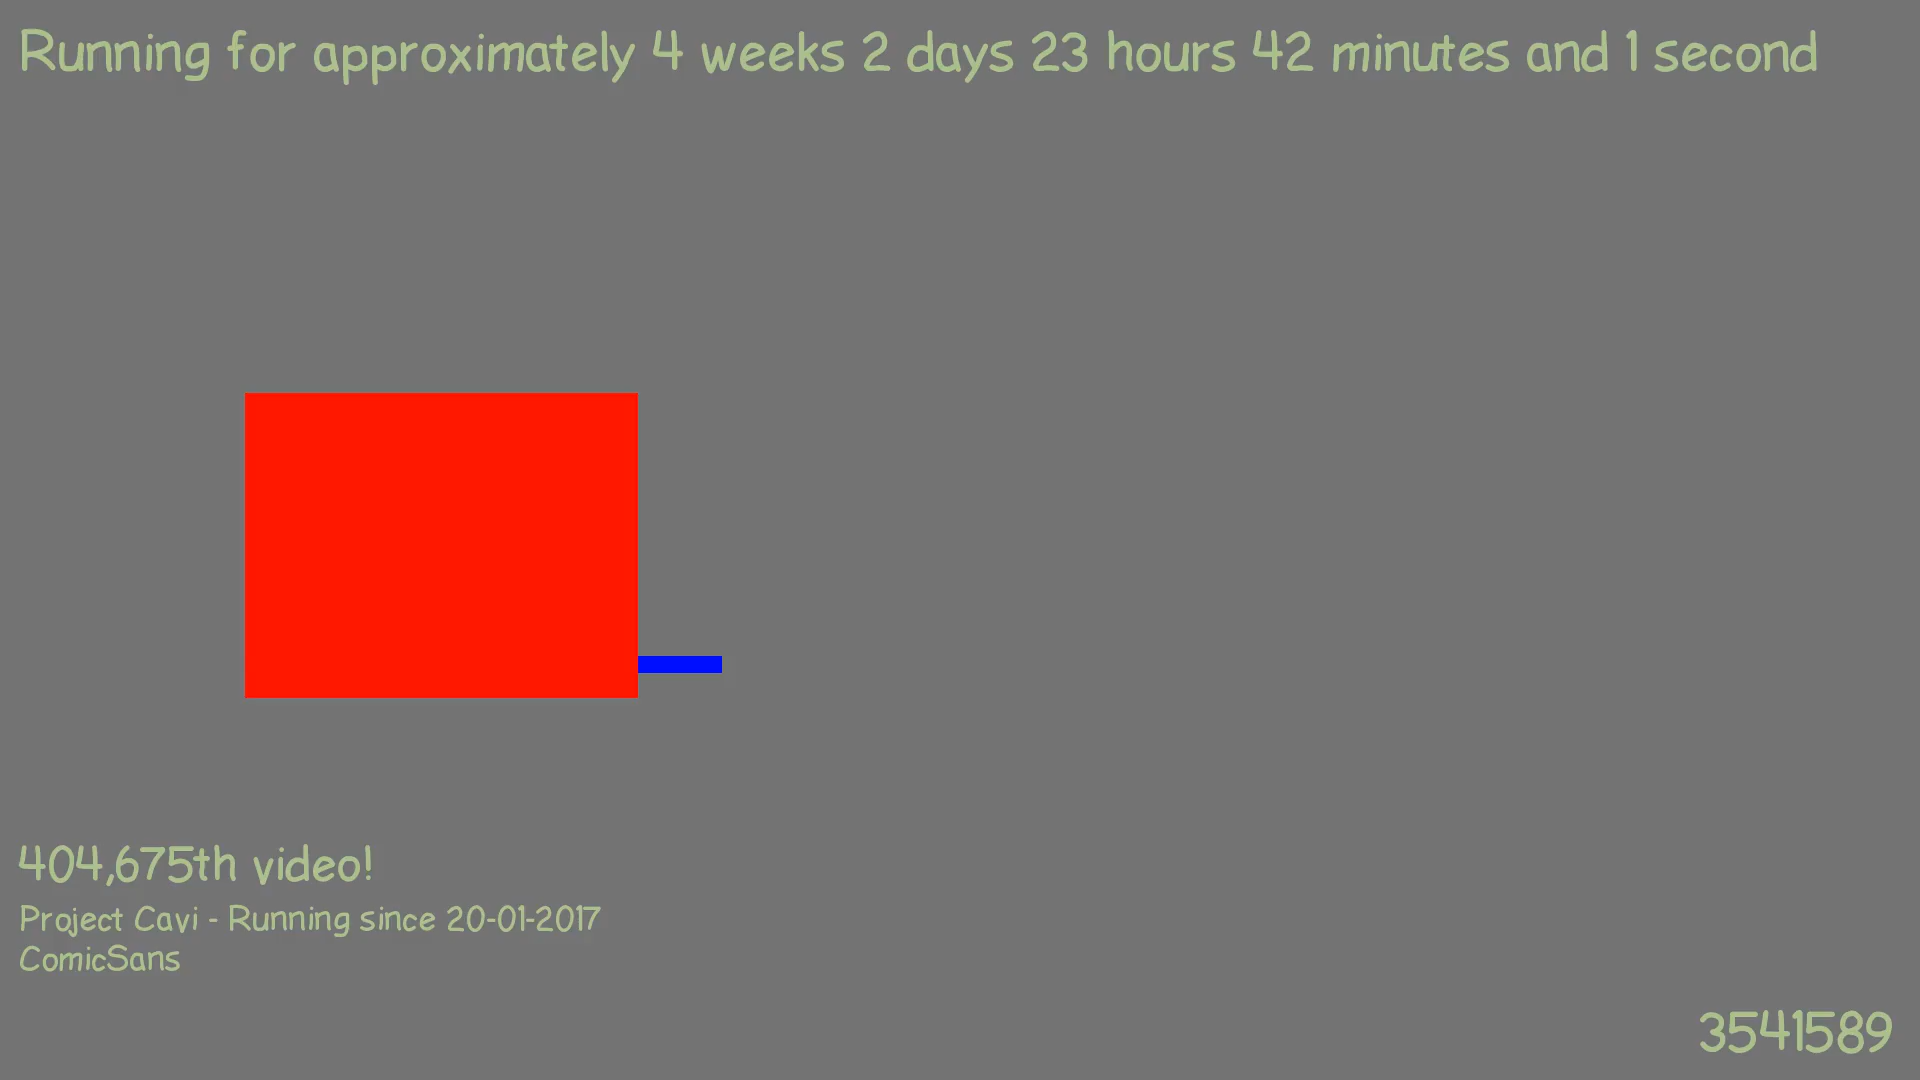 Running for approximately 4 weeks 2 days 23 hours 42 minutes and 1 second
404,675th video!
Project Cavi - Running since 20-01-2017
ComicSans
3541589